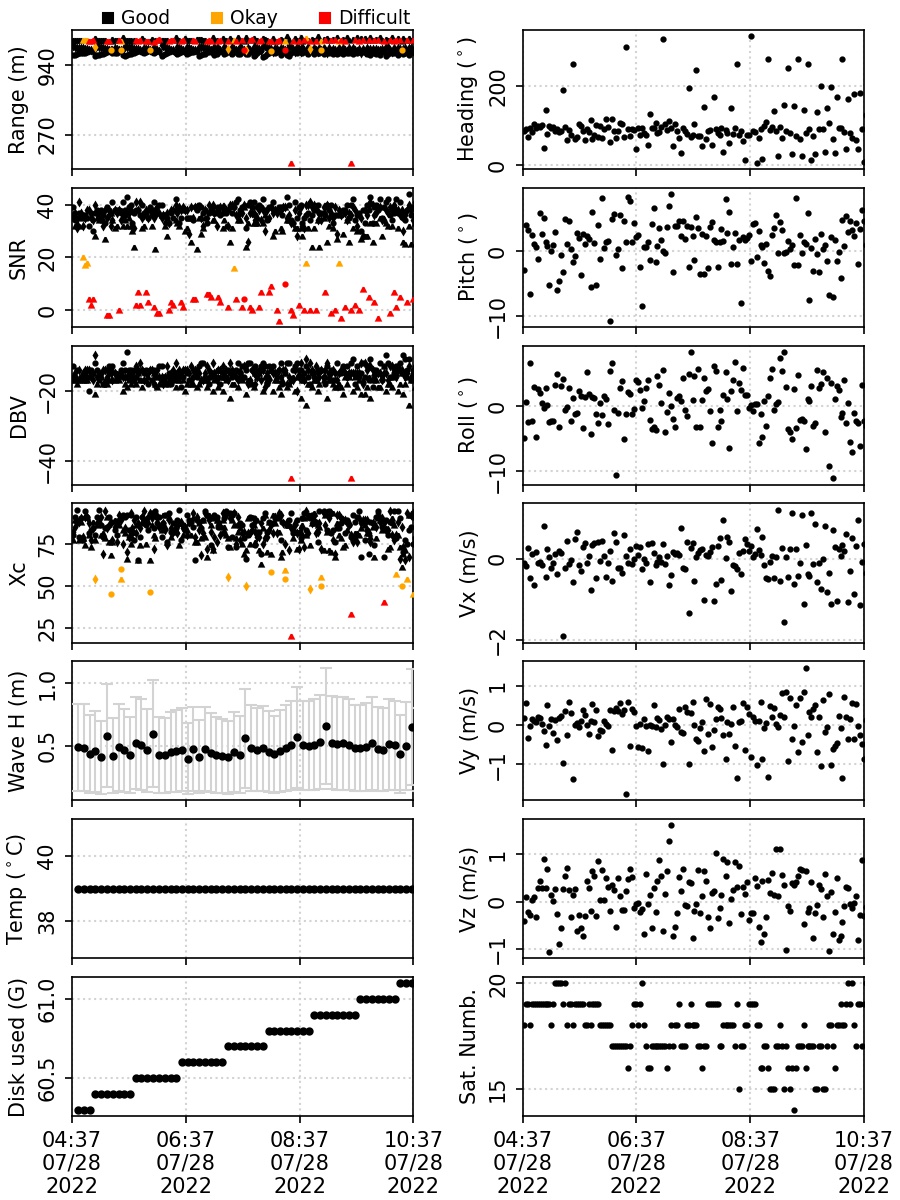 Good Okay Difficult
Range (m)
940
270
Heading (°)
200
0
SNR
40
20
0
Pitch (°)
0
−10
DBV
−20
−40
Roll (°)
0
−10
Xc
75
50
25
Vx (m/s)
0
−2
Wave H (m)
1.0
0.5
Vy (m/s)
1
0
−1
Temp (°C)
40
38
Vz (m/s)
1
0
−1
Disk used (G)
61.0
60.5
Sat. Numb.
20
15
04:37 06:37 08:37 10:37
07/28 07/28 07/28 07/28
2022 2022 2022 2022
04:37 06:37 08:37 10:37
07/28 07/28 07/28 07/28
2022 2022 2022 2022